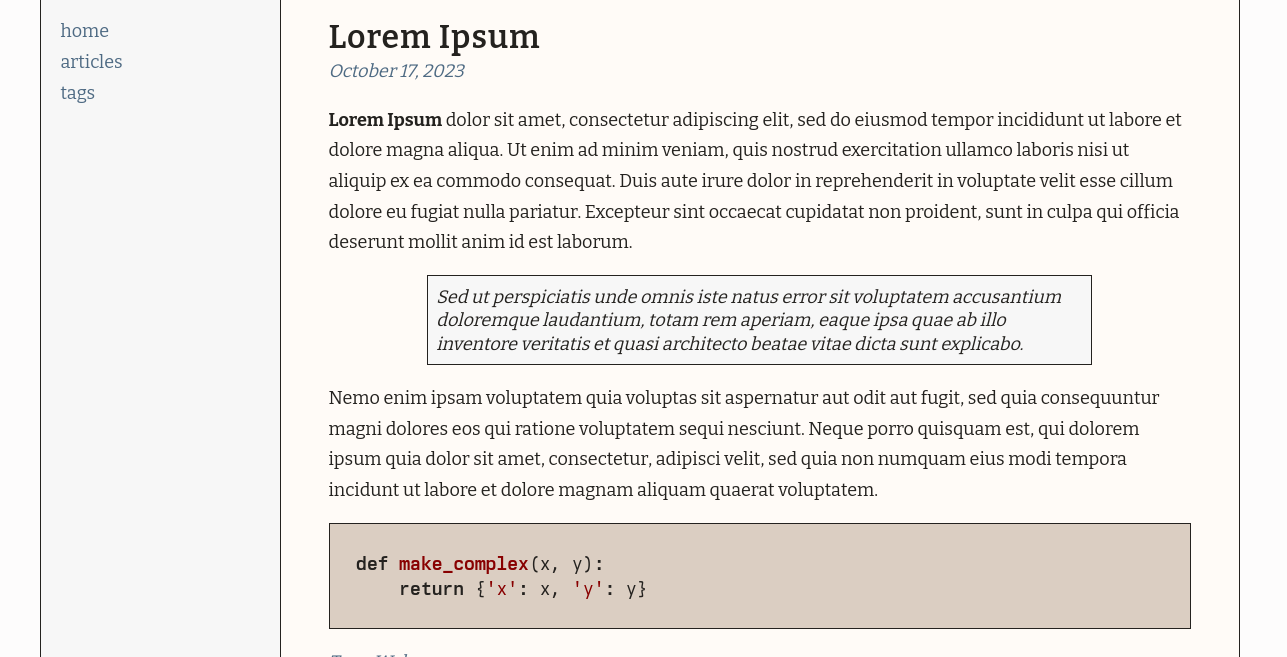 home
articles
tags
Lorem Ipsum
October 17, 2023
Lorem Ipsum dolor sit amet, consectetur adipiscing elit, sed do eiusmod tempor incididunt ut labore et
dolore magna aliqua. Ut enim ad minim veniam, quis nostrud exercitation ullamco laboris nisi ut
aliquip ex ea commodo consequat. Duis aute irure dolor in reprehenderit in voluptate velit esse cillum
dolore eu fugiat nulla pariatur. Excepteur sint occaecat cupidatat non proident, sunt in culpa qui officia
deserunt mollit anim id est laborum.
Sed ut perspiciatis unde omnis iste natus error sit voluptatem accusantium
doloremque laudantium, totam rem aperiam, eaque ipsa quae ab illo
inventore veritatis et quasi architecto beatae vitae dicta sunt explicabo.
Nemo enim ipsam voluptatem quia voluptas sit aspernatur aut odit aut fugit, sed quia consequuntur
magni dolores eos qui ratione voluptatem sequi nesciunt. Neque porro quisquam est, qui dolorem
ipsum quia dolor sit amet, consectetur, adipisci velit, sed quia non numquam eius modi tempora
incidunt ut labore et dolore magnam aliquam quaerat voluptatem.
def make_complex(x, y):
    return {'x': x, 'y': y}